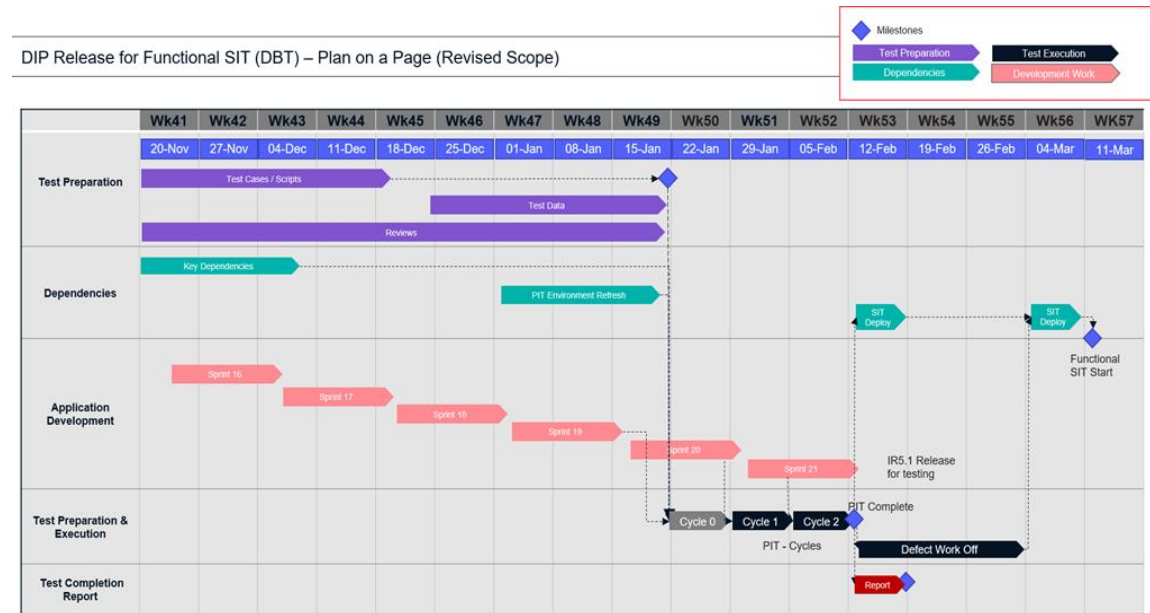 Milestones
Test Preparation
Test Execution
Dependencies
Development Work
DIP Release for Functional SIT (DBT) – Plan on a Page (Revised Scope)
Wk41 Wk42 Wk43 Wk44 Wk45 Wk46 Wk47 Wk48 Wk49 Wk50 Wk51 Wk52 Wk53 Wk54 Wk55 Wk56 WK57
20-Nov 27-Nov 04-Dec 11-Dec 18-Dec 25-Dec 01-Jan 08-Jan 15-Jan 22-Jan 29-Jan 05-Feb 12-Feb 19-Feb 26-Feb 04-Mar 11-Mar
Test Preparation
Test Cases / Scripts
Test Data
Reviews
Dependencies
Key Dependencies
PIT Environment Refresh
SIT
Deploy
SIT
Deploy
Functional
SIT Start
Application
Development
Sprint 16
Sprint 17
Sprint 18
Sprint 19
Sprint 20
Sprint 21
IR5.1 Release
for testing
Test Preparation &
Execution
Cycle 0
Cycle 1
Cycle 2
PIT Complete
PIT - Cycles
Defect Work Off
Test Completion
Report
Report